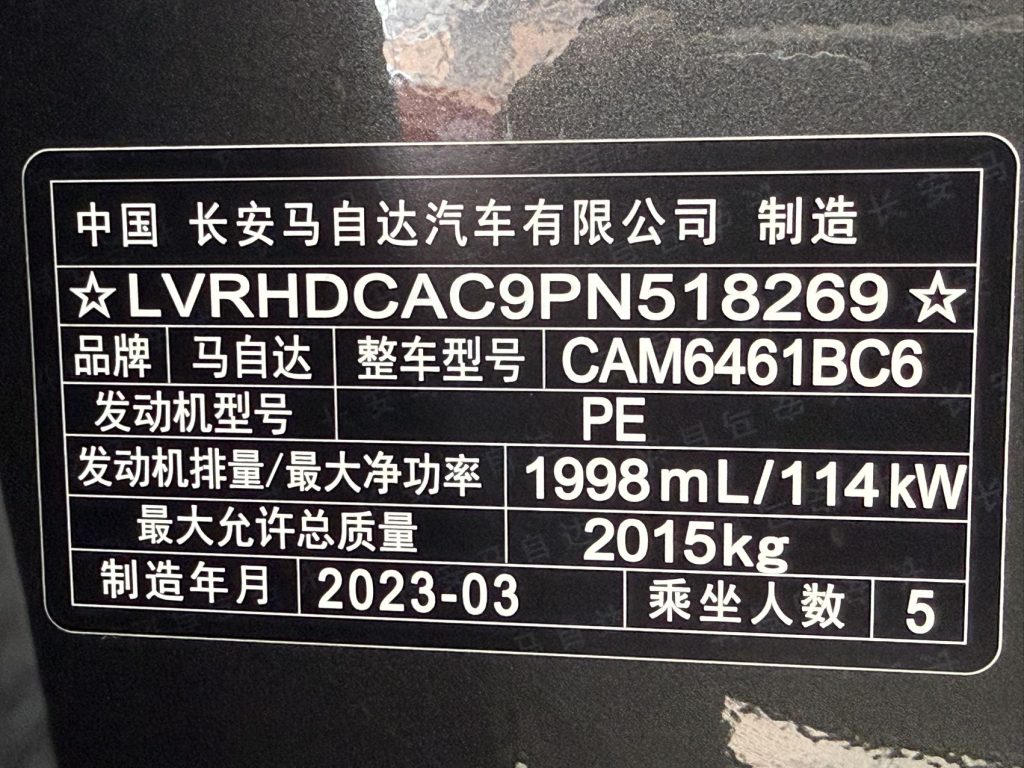 中国 长安马自达汽车有限公司 制造
☆LVRHDCAC9PN518269☆
品牌 马自达 整车型号 CAM6461BC6
发动机型号 PE
发动机排量/最大净功率 1998mL/114kW
最大允许总质量 2015kg
制造年月 2023-03 乘坐人数 5